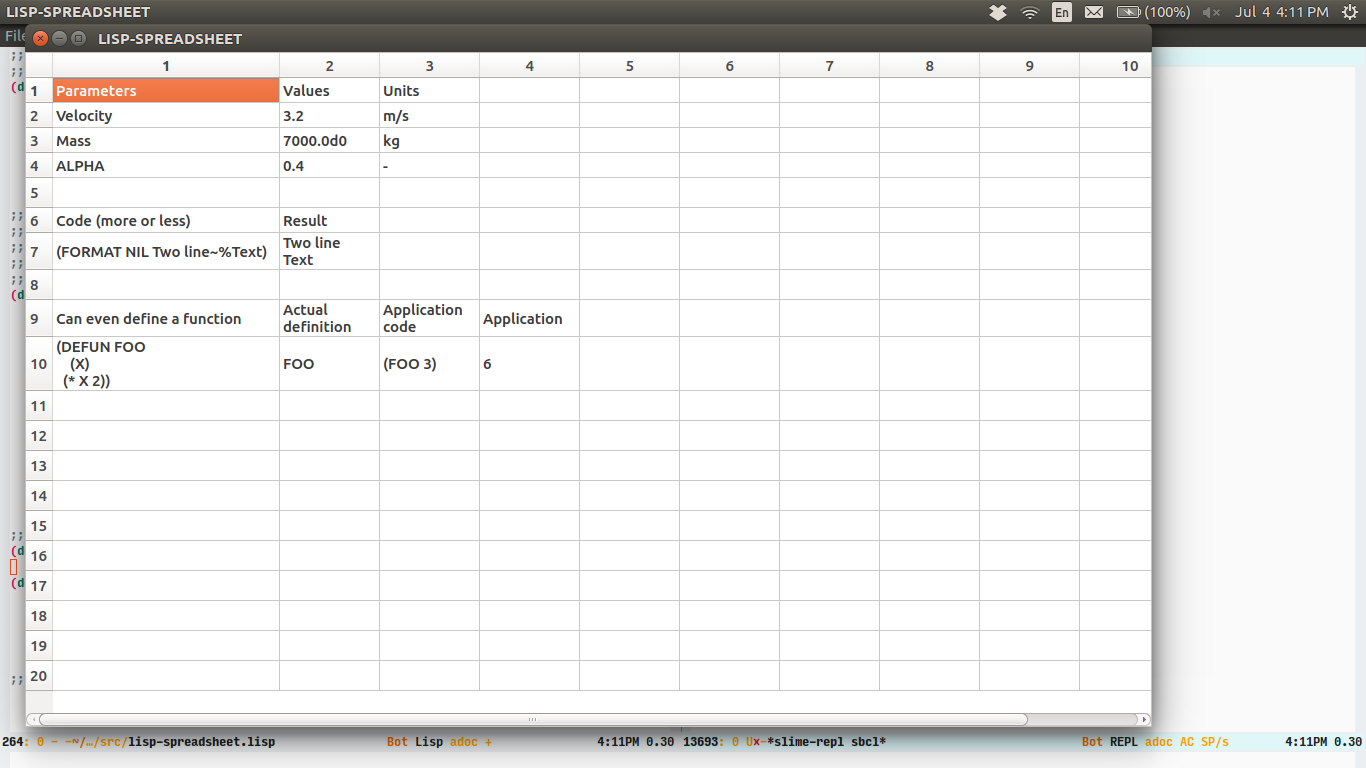 LISP-SPREADSHEET En (100%) Jul 4 4:11 PM
File
LISP-SPREADSHEET
1 2 3 4 5 6 7 8 9 10
1 Parameters Values Units
2 Velocity 3.2 m/s
3 Mass 7000.0d0 kg
4 ALPHA 0.4 -
5
6 Code (more or less) Result
7 (FORMAT NIL Two line~%Text) Two line
Text
8
9 Can even define a function Actual
definition Application
code Application
10 (DEFUN FOO
(X)
(* X 2)) FOO (FOO 3) 6
11
12
13
14
15
16
17
18
19
20
;;
;;
(d
;;
;;
;;
;;
;;
(d
;;
(d
(d
;;
264: 0 - -~/…/src/lisp-spreadsheet.lisp Bot Lisp adoc + 4:11PM 0.30 13693: 0 Ux-*slime-repl sbcl* Bot REPL adoc AC SP/s 4:11PM 0.30